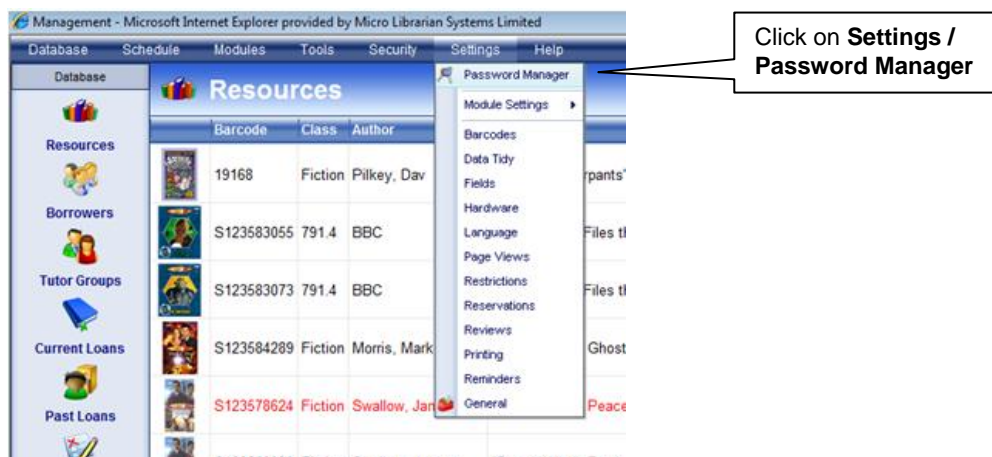 Management - Microsoft Internet Explorer provided by Micro Librarian Systems Limited
Database Schedule Modules Tools Security Settings Help
Click on Settings /
Password Manager
Database
Resources
Password Manager
Module Settings
Barcodes
Data Tidy
Fields
Hardware
Language
Page Views
Restrictions
Reservations
Reviews
Printing
Reminders
General
Barcode Class Author
Resources
Borrowers
Tutor Groups
Current Loans
Past Loans
19168 Fiction Pilkey, Dav rpants'
S123583055 791.4 BBC Files th
S123583073 791.4 BBC Files th
S123584289 Fiction Morris, Mark Ghost
S123578624 Fiction Swallow, Jan Peace